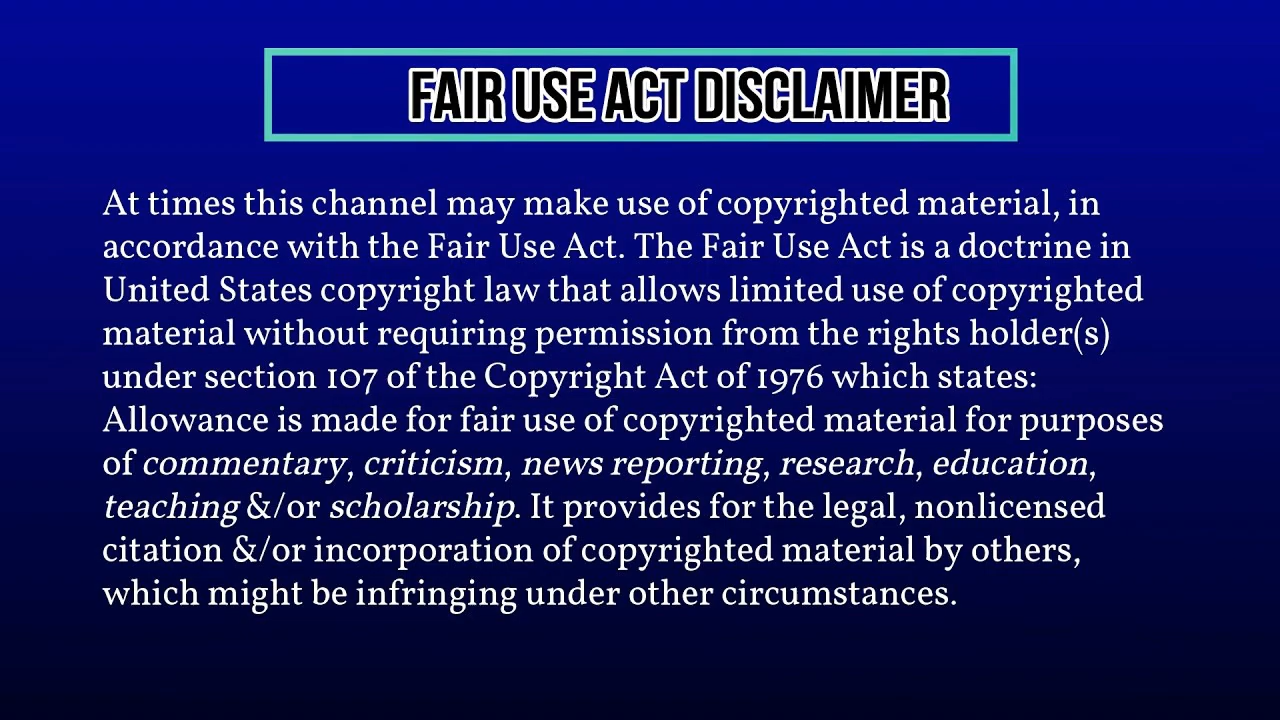 FAIR USE ACT DISCLAIMER
At times this channel may make use of copyrighted material, in
accordance with the Fair Use Act. The Fair Use Act is a doctrine in
United States copyright law that allows limited use of copyrighted
material without requiring permission from the rights holder(s)
under section 107 of the Copyright Act of 1976 which states:
Allowance is made for fair use of copyrighted material for purposes
of commentary, criticism, news reporting, research, education,
teaching &/or scholarship. It provides for the legal, nonlicensed
citation &/or incorporation of copyrighted material by others,
which might be infringing under other circumstances.